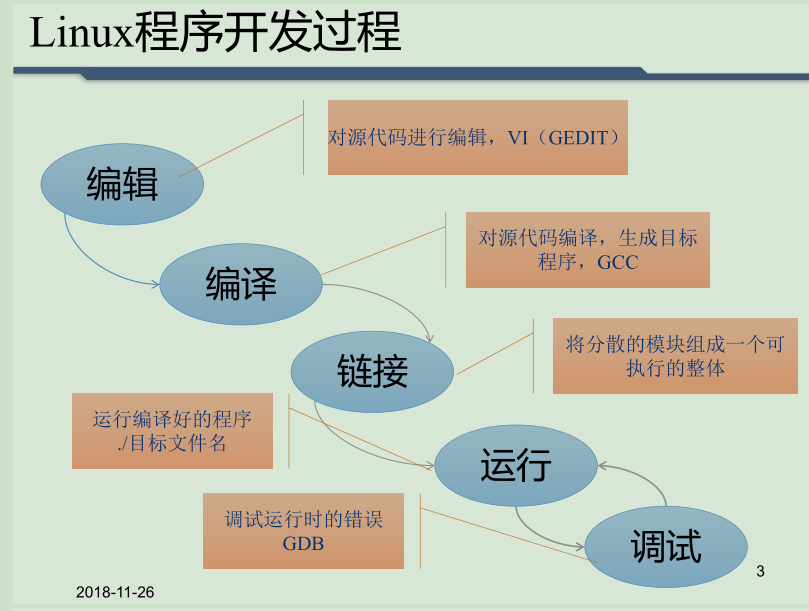 Linux程序开发过程
对源代码进行编辑，VI（GEDIT）
编辑
对源代码编译，生成目标
程序，GCC
编译
将分散的模块组成一个可
执行的整体
链接
运行编译好的程序
./目标文件名
运行
调试运行时的错误
GDB
调试
3
2018-11-26